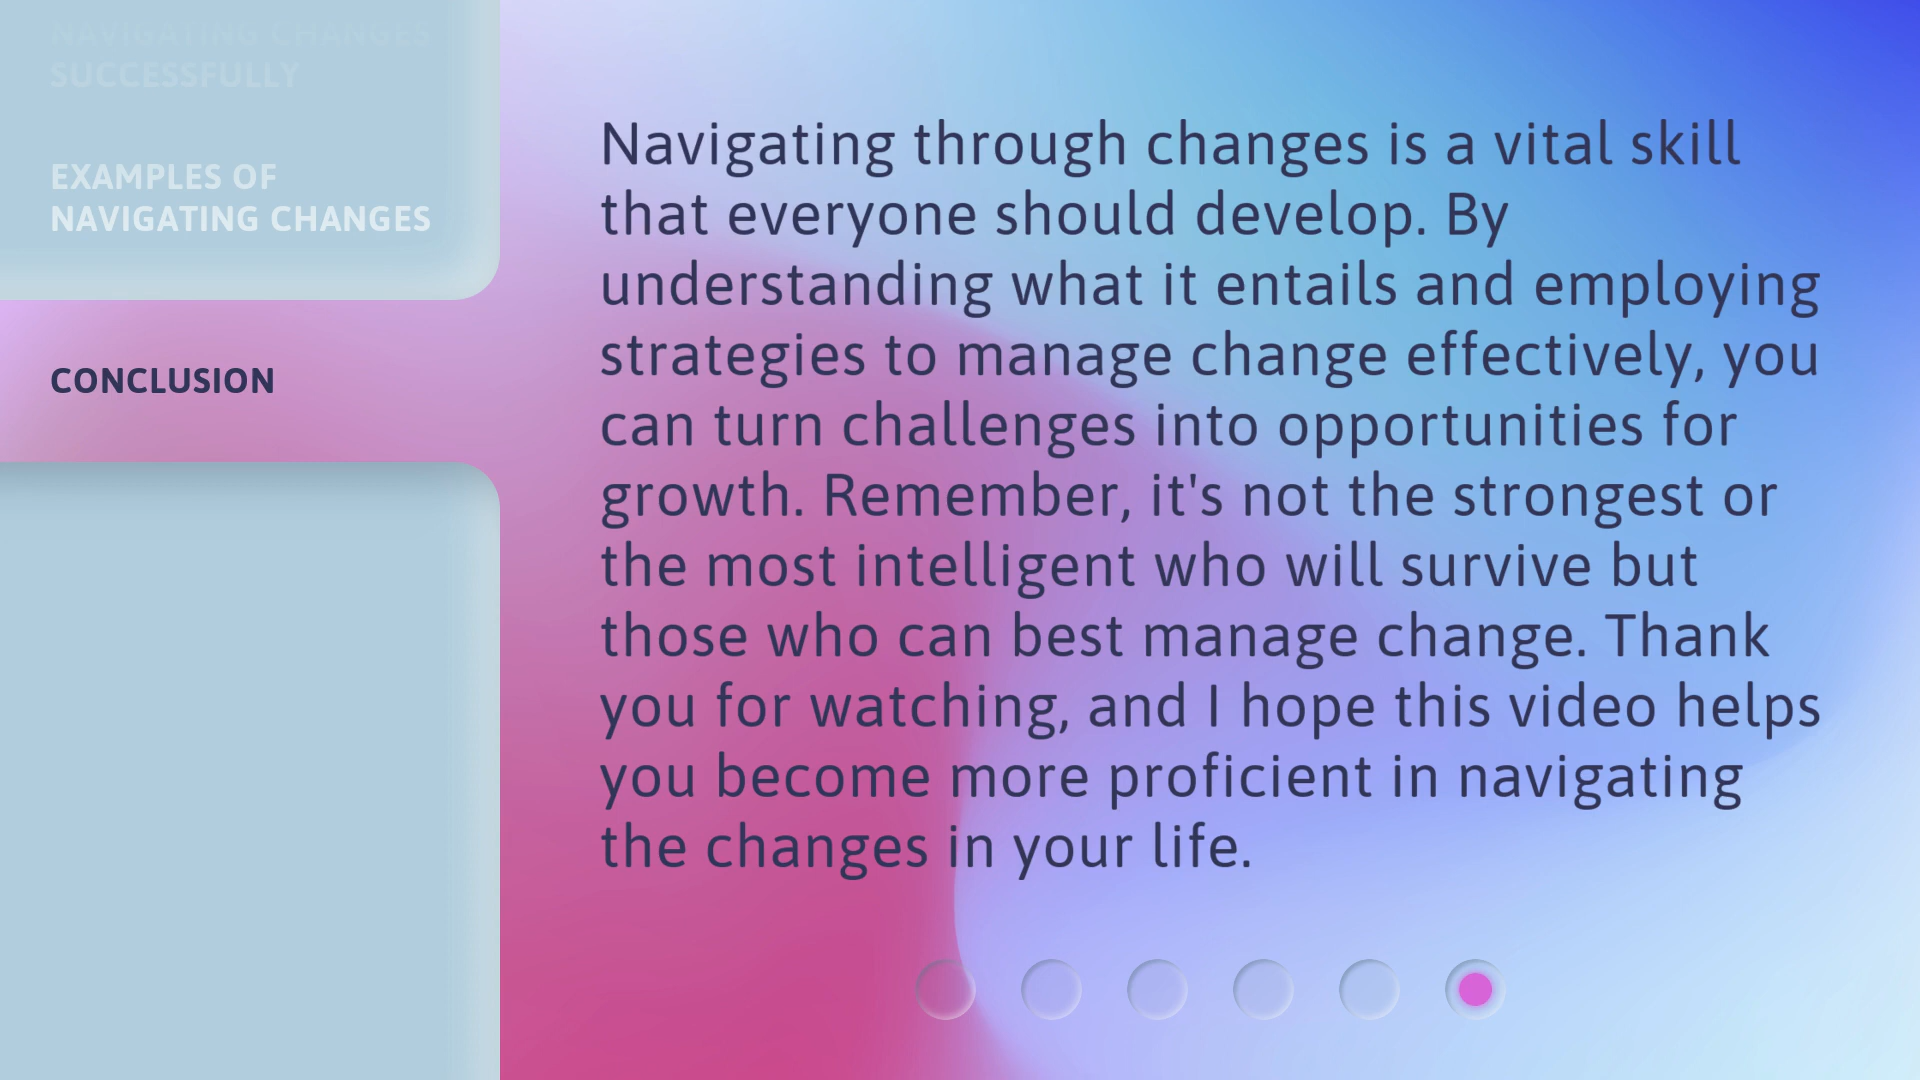 NAVIGATING CHANGES
SUCCESSFULLY
EXAMPLES OF
NAVIGATING CHANGES
CONCLUSION
Navigating through changes is a vital skill
that everyone should develop. By
understanding what it entails and employing
strategies to manage change effectively, you
can turn challenges into opportunities for
growth. Remember, it's not the strongest or
the most intelligent who will survive but
those who can best manage change. Thank
you for watching, and I hope this video helps
you become more proficient in navigating
the changes in your life.